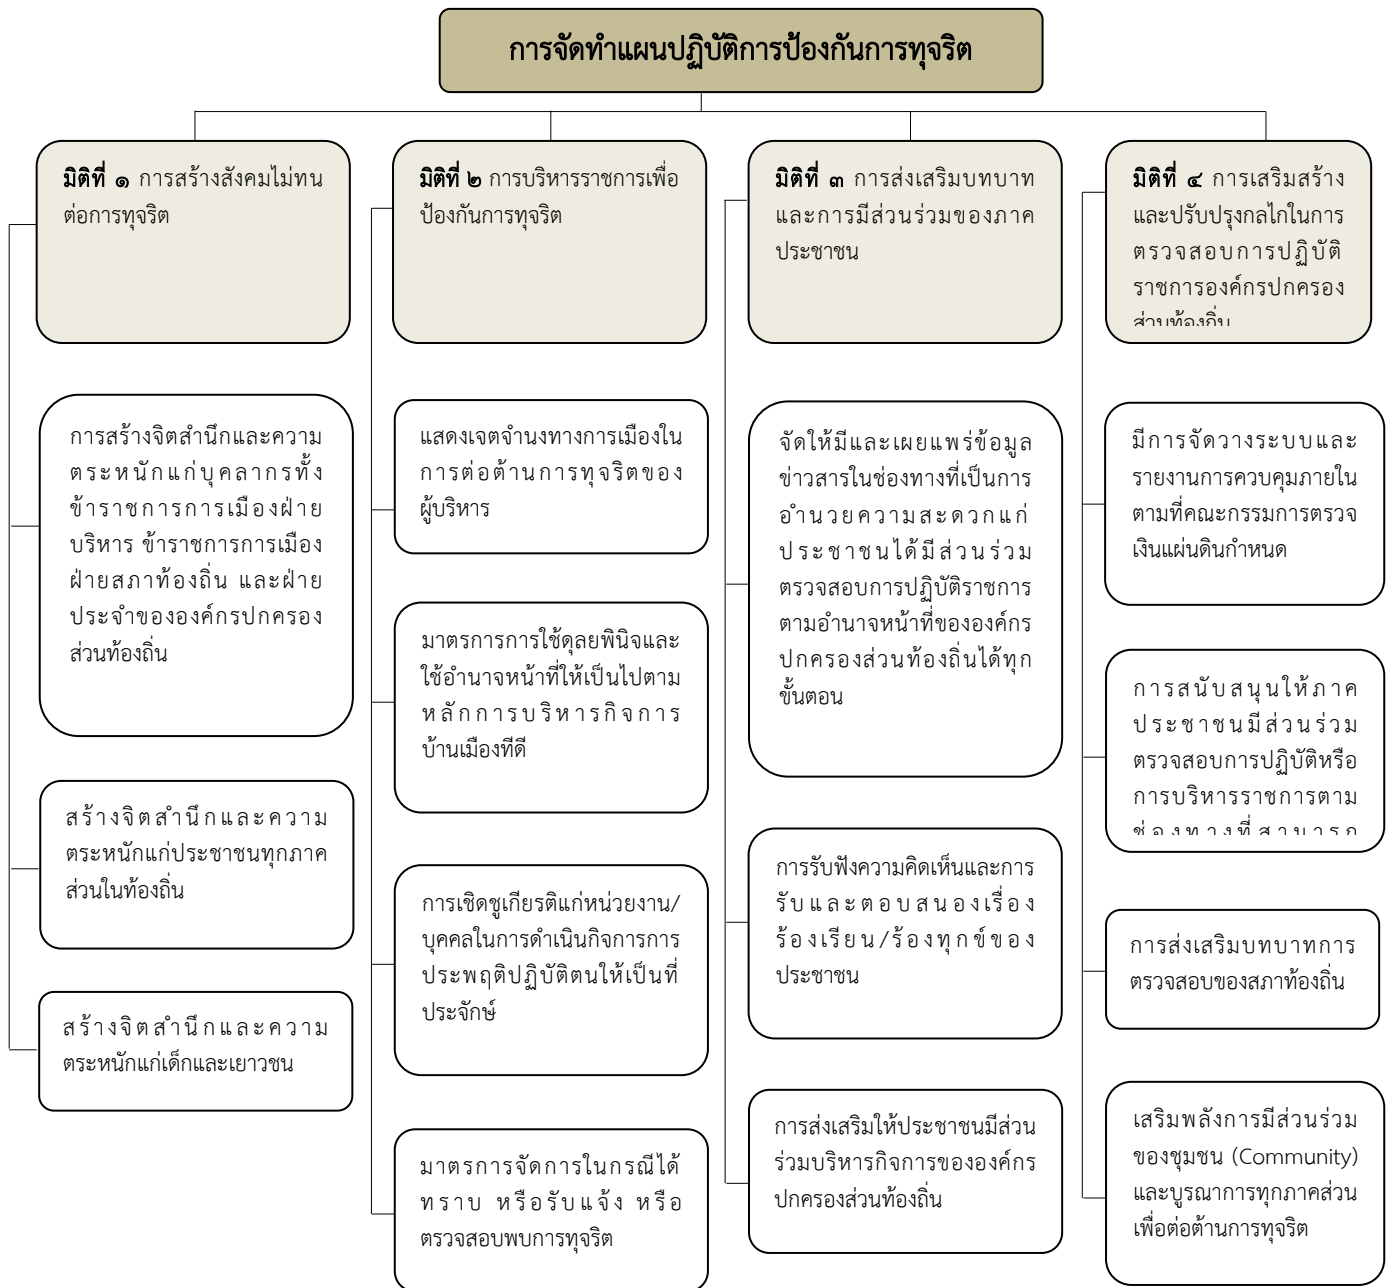 การจัดทำแผนปฏิบัติการป้องกันการทุจริต
มิติที่ ๑ การสร้างสังคมไม่ทน
ต่อการทุจริต
การสร้างจิตสำนึกและความ
ตระหนักแก่บุคลากรทั้ง
ข้าราชการการเมืองฝ่าย
บริหาร ข้าราชการการเมือง
ฝ่ายสภาท้องถิ่น และฝ่าย
ประจำขององค์กรปกครอง
ส่วนท้องถิ่น
สร้างจิตสำนึกและความ
ตระหนักแก่ประชาชนทุกภาค
ส่วนในท้องถิ่น
สร้างจิตสำนึกและความ
ตระหนักแก่เด็กและเยาวชน
มิติที่ ๒ การบริหารราชการเพื่อ
ป้องกันการทุจริต
แสดงเจตจำนงทางการเมืองใน
การต่อต้านการทุจริตของ
ผู้บริหาร
มาตรการการใช้ดุลยพินิจและ
ใช้อำนาจหน้าที่ให้เป็นไปตาม
หลักการบริหารกิจการ
บ้านเมืองทีดี
การเชิดชูเกียรติแก่หน่วยงาน/
บุคคลในการดำเนินกิจการการ
ประพฤติปฏิบัติตนให้เป็นที่
ประจักษ์
มาตรการจัดการในกรณีได้
ทราบ หรือรับแจ้ง หรือ
ตรวจสอบพบการทุจริต
มิติที่ ๓ การส่งเสริมบทบาท
และการมีส่วนร่วมของภาค
ประชาชน
จัดให้มีและเผยแพร่ข้อมูล
ข่าวสารในช่องทางที่เป็นการ
อำนวยความสะดวกแก่
ประชาชนได้มีส่วนร่วม
ตรวจสอบการปฏิบัติราชการ
ตามอำนาจหน้าที่ขององค์กร
ปกครองส่วนท้องถิ่นได้ทุก
ขั้นตอน
การรับฟังความคิดเห็นและการ
รับและตอบสนองเรื่อง
ร้องเรียน/ร้องทุกข์ของ
ประชาชน
การส่งเสริมให้ประชาชนมีส่วน
ร่วมบริหารกิจการขององค์กร
ปกครองส่วนท้องถิ่น
มิติที่ ๔ การเสริมสร้าง
และปรับปรุงกลไกในการ
ตรวจสอบการปฏิบัติ
ราชการองค์กรปกครอง
ส่วนท้องถิ่น
มีการจัดวางระบบและ
รายงานการควบคุมภายใน
ตามที่คณะกรรมการตรวจ
เงินแผ่นดินกำหนด
การสนับสนุนให้ภาค
ประชาชนมีส่วนร่วม
ตรวจสอบการปฏิบัติหรือ
การบริหารราชการตาม
ช่องทางที่สามารถ
การส่งเสริมบทบาทการ
ตรวจสอบของสภาท้องถิ่น
เสริมพลังการมีส่วนร่วม
ของชุมชน (Community)
และบูรณาการทุกภาคส่วน
เพื่อต่อต้านการทุจริต